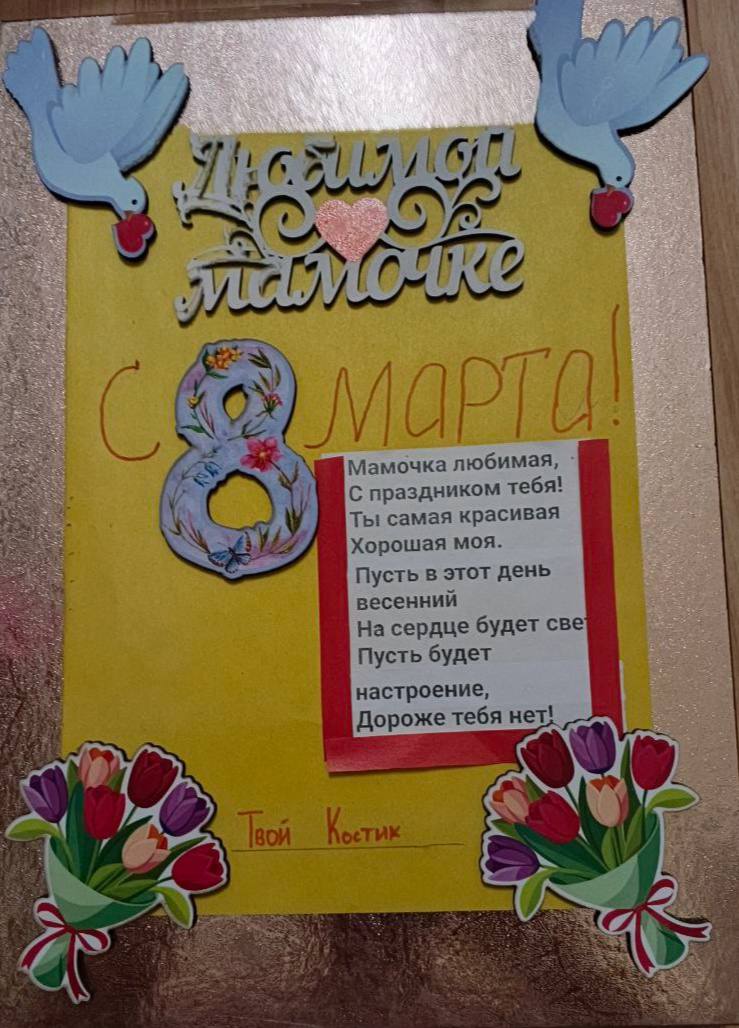 Любимой
мамочке
С 8 МАРТА!
Мамочка любимая,
С праздником тебя!
Ты самая красивая
Хорошая моя.
Пусть в этот день
весенний
На сердце будет све
Пусть будет
настроение,
Дороже тебя нет!
Твой Костик